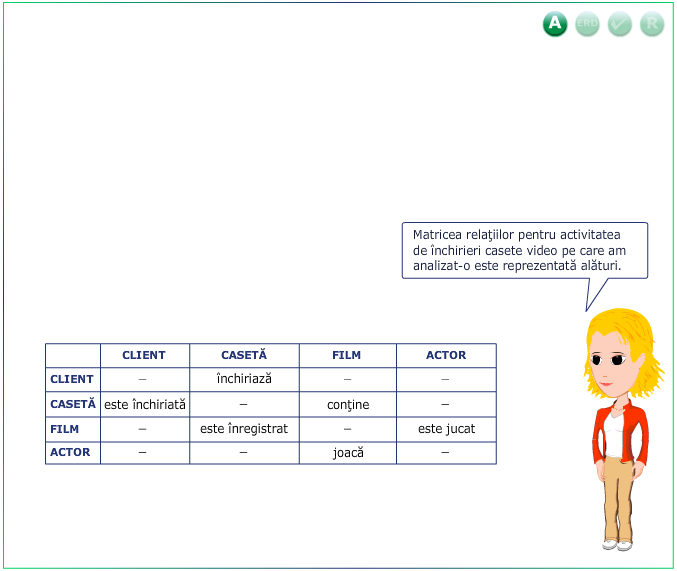 A ERD R
Matricea relaţiilor pentru activitatea
de închirieri casete video pe care am
analizat-o este reprezentată alături.
CLIENT CASETĂ FILM ACTOR
CLIENT – închiriază – –
CASETĂ este închiriată – conţine –
FILM – este înregistrat – este jucat
ACTOR – – joacă –